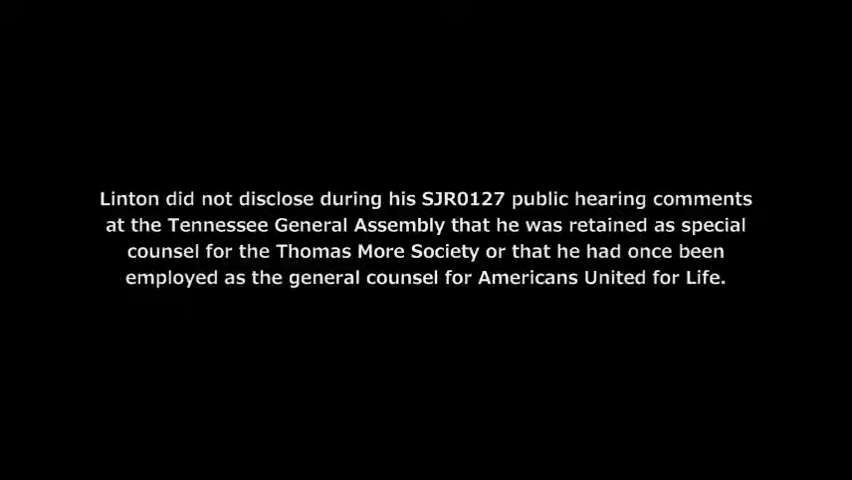 Linton did not disclose during his SJR0127 public hearing comments
at the Tennessee General Assembly that he was retained as special
counsel for the Thomas More Society or that he had once been
employed as the general counsel for Americans United for Life.